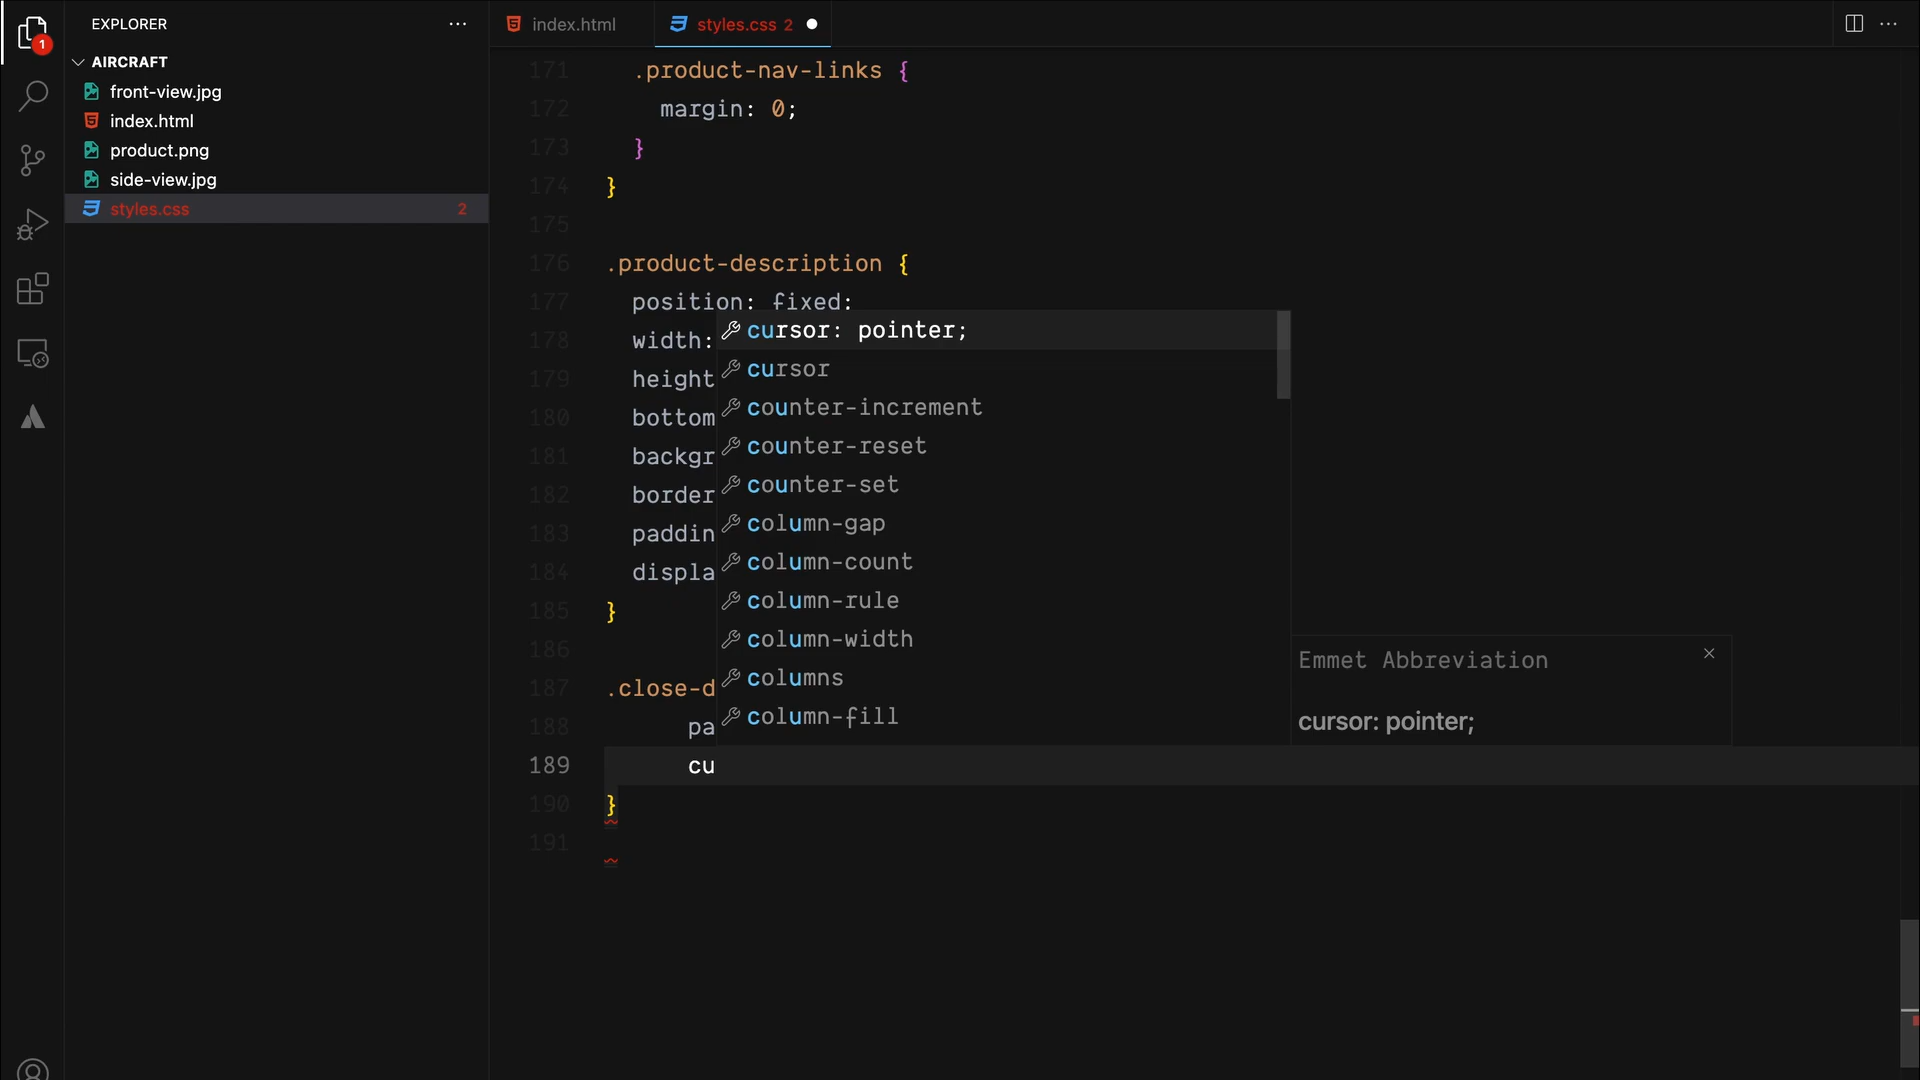 EXPLORER
AIRCRAFT
front-view.jpg
index.html
product.png
side-view.jpg
styles.css 2
1
index.html
styles.css 2
171 .product-nav-links {
172 margin: 0;
173 }
174 }
175
176 .product-description {
177 position: fixed;
178 width:
179 height
180 bottom
181 backgr
182 border
183 paddin
184 displa
185 }
186
187 .close-d
188 pa
189 cu
190 }
191
cursor: pointer;
cursor
counter-increment
counter-reset
counter-set
column-gap
column-count
column-rule
column-width
columns
column-fill
Emmet Abbreviation
cursor: pointer;